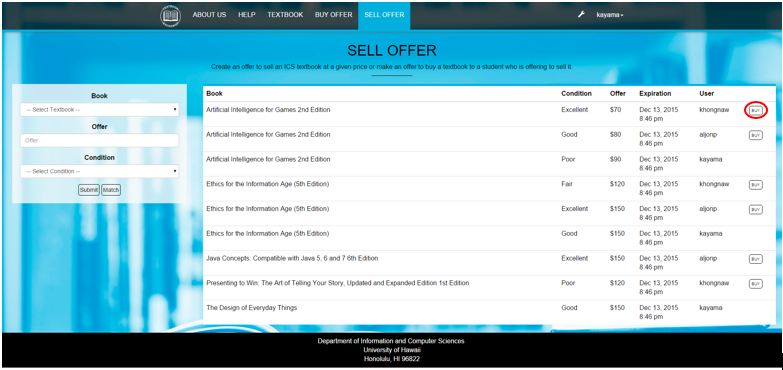 ABOUT US HELP TEXTBOOK BUY OFFER SELL OFFER kayama
SELL OFFER
Create an offer to sell an ICS textbook at a given price or make an offer to buy a textbook to a student who is offering to sell it.
Book
-- Select Textbook --
Offer
Offer
Condition
-- Select Condition --
Submit Match
Book Condition Offer Expiration User
Artificial Intelligence for Games 2nd Edition Excellent $70 Dec 13, 2015 khongnaw BUY
8:46 pm
Artificial Intelligence for Games 2nd Edition Good $80 Dec 13, 2015 aljonp BUY
8:46 pm
Artificial Intelligence for Games 2nd Edition Poor $90 Dec 13, 2015 kayama
8:46 pm
Ethics for the Information Age (5th Edition) Fair $120 Dec 13, 2015 khongnaw BUY
8:46 pm
Ethics for the Information Age (5th Edition) Excellent $150 Dec 13, 2015 aljonp BUY
8:46 pm
Ethics for the Information Age (5th Edition) Good $150 Dec 13, 2015 kayama
8:46 pm
Java Concepts: Compatible with Java 5, 6 and 7 6th Edition Excellent $150 Dec 13, 2015 aljonp BUY
8:46 pm
Presenting to Win: The Art of Telling Your Story, Updated and Expanded Edition 1st Edition Poor $120 Dec 13, 2015 khongnaw BUY
8:46 pm
The Design of Everyday Things Good $150 Dec 13, 2015 kayama
8:46 pm
Department of Information and Computer Sciences
University of Hawaii
Honolulu, HI 96822